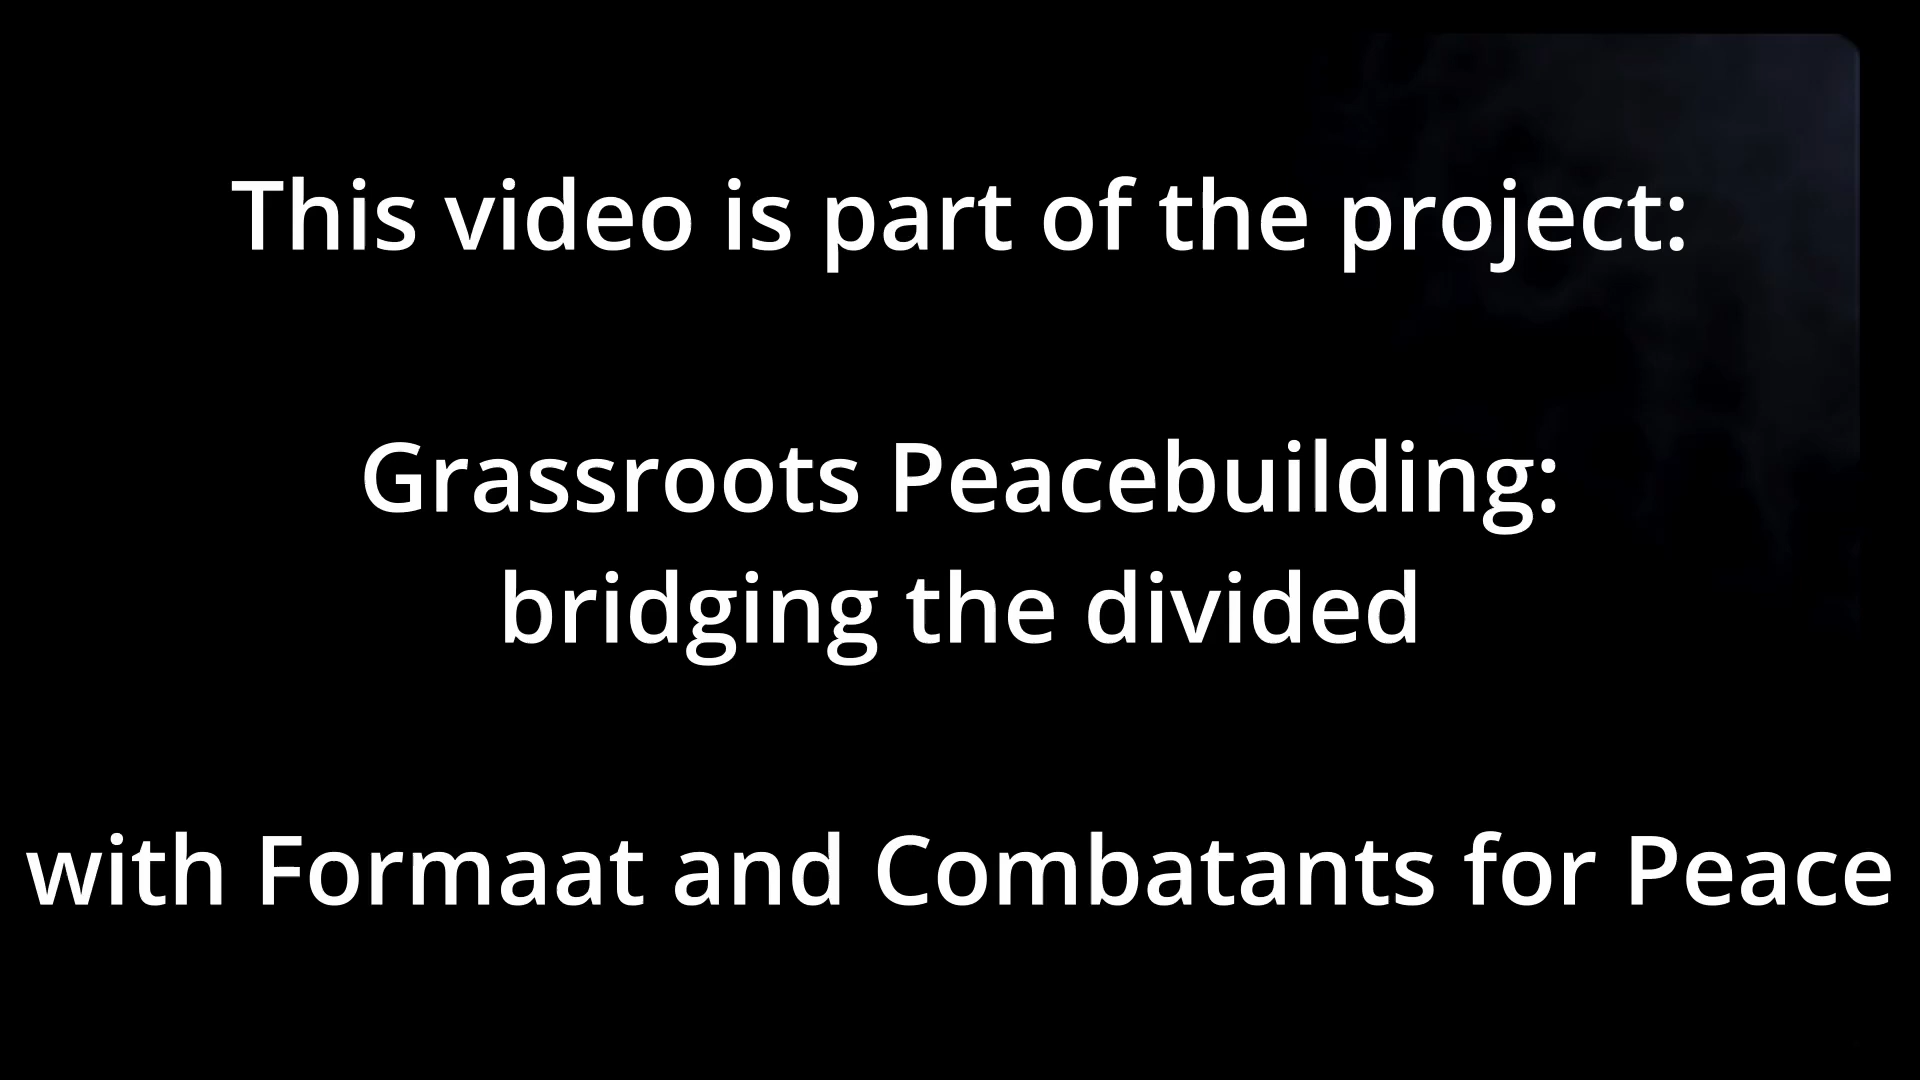 This video is part of the project:
Grassroots Peacebuilding:
bridging the divided
with Formaat and Combatants for Peace